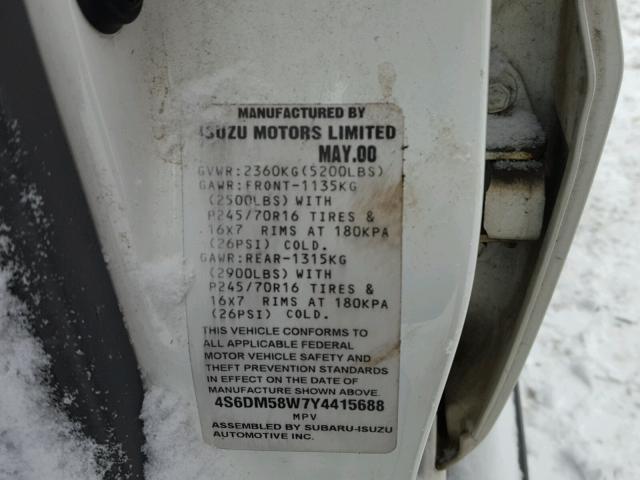 MANUFACTURED BY
ISUZU MOTORS LIMITED
MAY.00
GVWR:2360KG(5200LBS)
GAWR:FRONT-1135KG
(2500LBS) WITH
P245/70R16 TIRES &
16x7 RIMS AT 180KPA
(26PSI) COLD.
GAWR:REAR-1315KG
(2900LBS) WITH
P245/70R16 TIRES &
16x7 RIMS AT 180KPA
(26PSI) COLD.
THIS VEHICLE CONFORMS TO
ALL APPLICABLE FEDERAL
MOTOR VEHICLE SAFETY AND
THEFT PREVENTION STANDARDS
IN EFFECT ON THE DATE OF
MANUFACTURE SHOWN ABOVE.
4S6DM58W7Y4415688
MPV
ASSEMBLED BY SUBARU-ISUZU
AUTOMOTIVE INC.